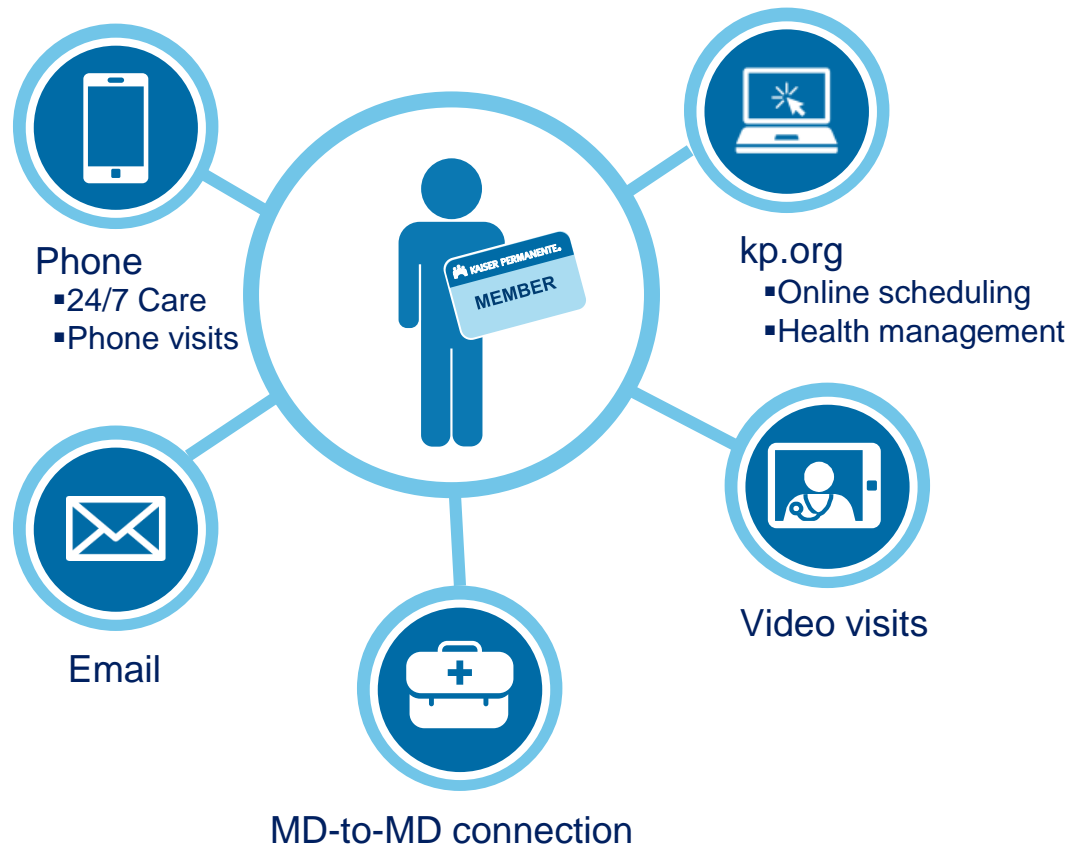 KAISER PERMANENTE®
MEMBER
Phone
▪24/7 Care
▪Phone visits
kp.org
▪Online scheduling
▪Health management
Email
Video visits
MD-to-MD connection